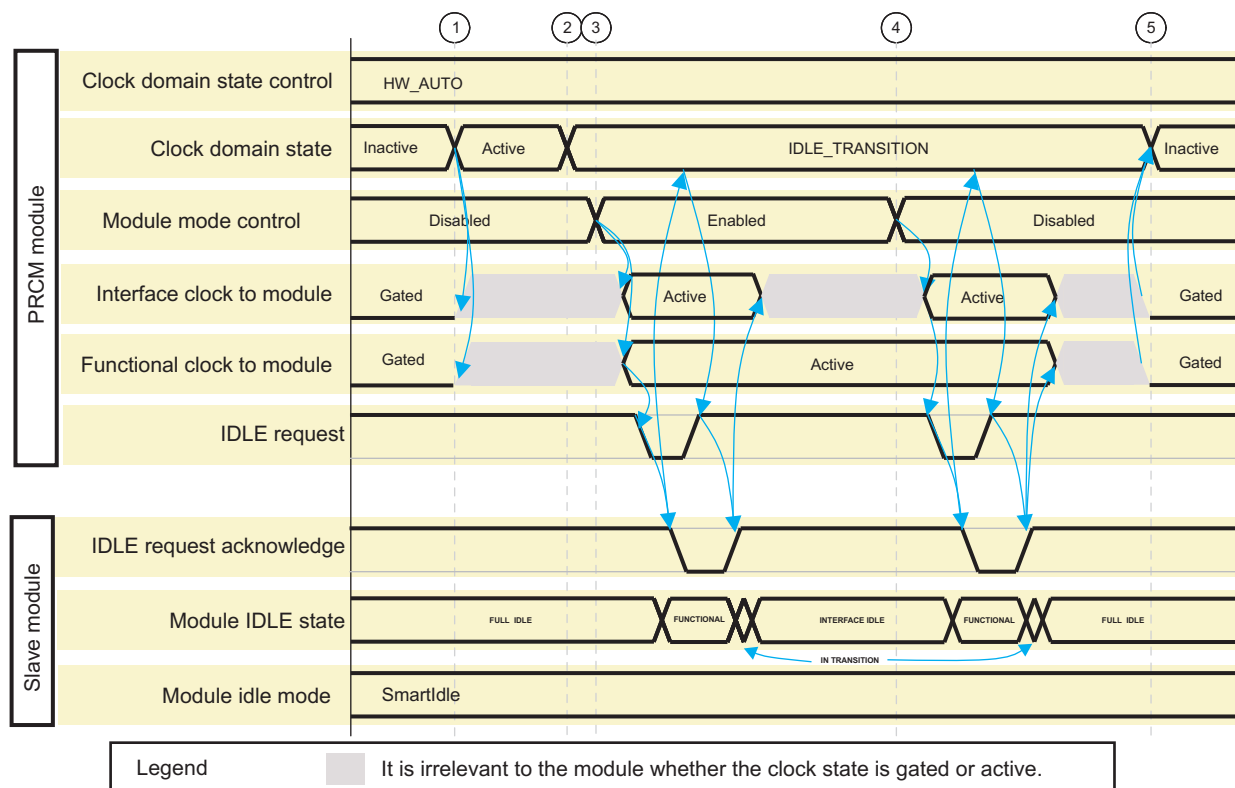 1 2 3 4 5
PRCM module
Clock domain state control
HW_AUTO
Clock domain state
Inactive Active IDLE_TRANSITION Inactive
Module mode control
Disabled Enabled Disabled
Interface clock to module
Gated Active Active Gated
Functional clock to module
Gated Active Gated
IDLE request
Slave module
IDLE request acknowledge
Module IDLE state
FULL IDLE FUNCTIONAL INTERFACE IDLE FUNCTIONAL FULL IDLE
IN TRANSITION
Module idle mode
SmartIdle
Legend It is irrelevant to the module whether the clock state is gated or active.